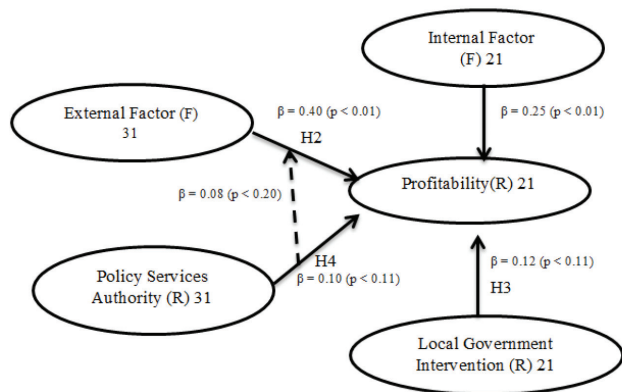 Internal Factor
(F) 21
External Factor (F)
31
β = 0.40 (p < 0.01)
H2
β = 0.25 (p < 0.01)
Profitability(R) 21
β = 0.08 (p < 0.20)
Policy Services
Authority (R) 31
H4
β = 0.10 (p < 0.11)
β = 0.12 (p < 0.11)
H3
Local Government
Intervention (R) 21